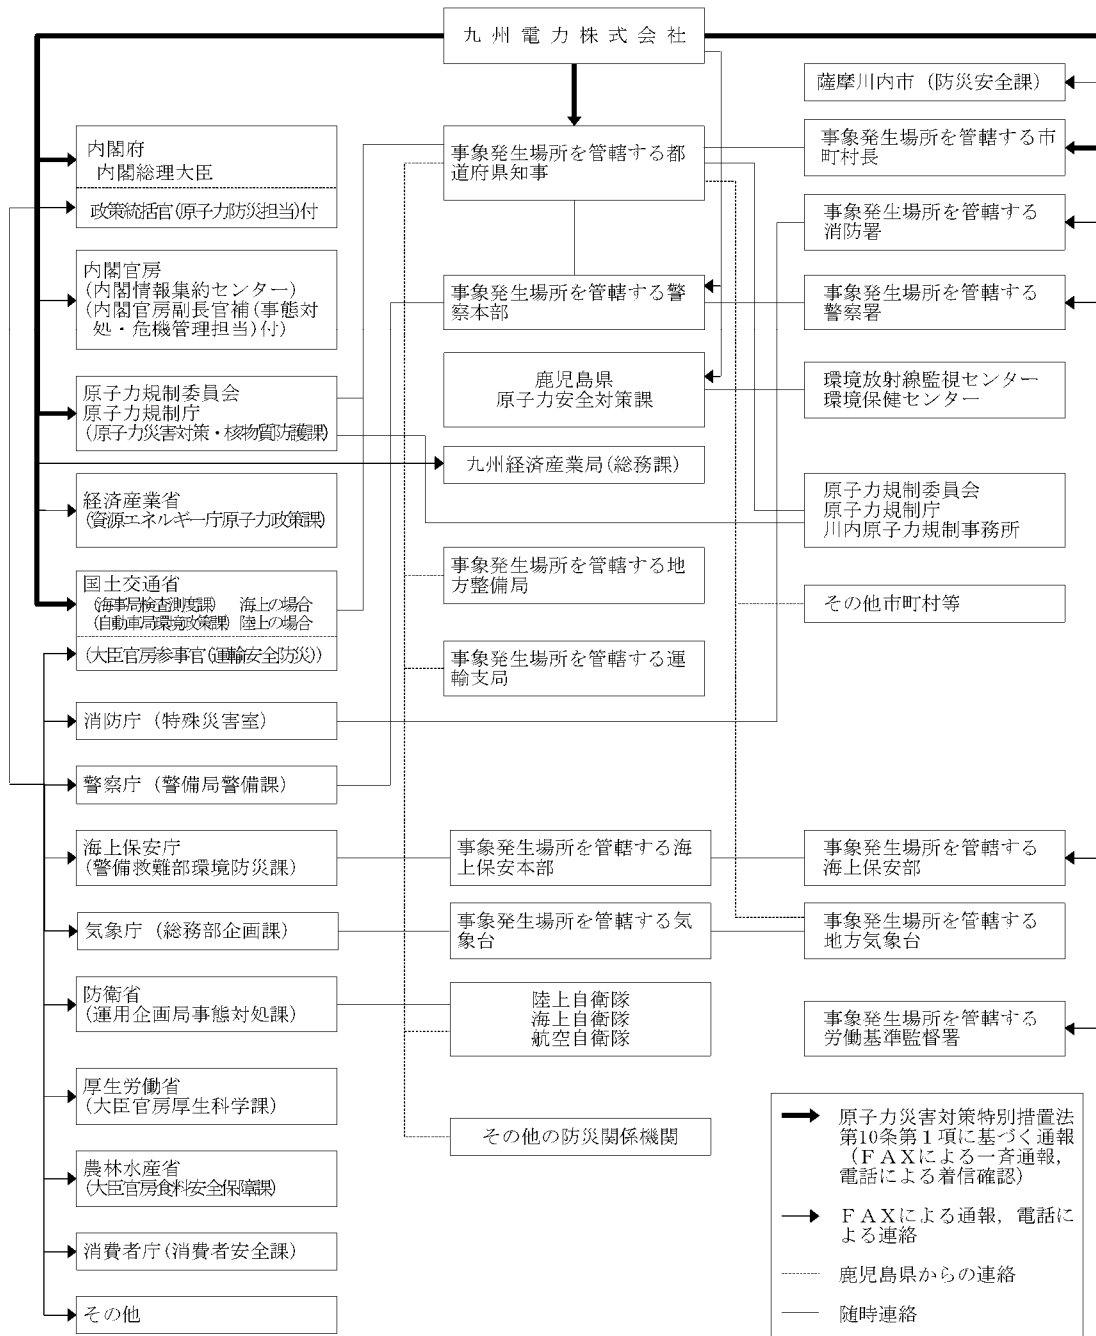 九州電力株式会社
内閣府
内閣総理大臣
政策統括官(原子力防災担当)付
内閣官房
(内閣情報集約センター)
(内閣官房副長官補(事態対
処・危機管理担当)付)
原子力規制委員会
原子力規制庁
(原子力災害対策・核物質防護課)
経済産業省
(資源エネルギー庁原子力政策課)
国土交通省
(海事局検査測度課) 海上の場合
(自動車局環境政策課) 陸上の場合
(大臣官房参事官(運輸安全防災))
消防庁(特殊災害室)
警察庁(警備局警備課)
海上保安庁
(警備救難部環境防災課)
気象庁(総務部企画課)
防衛省
(運用企画局事態対処課)
厚生労働省
(大臣官房厚生科学課)
農林水産省
(大臣官房食料安全保障課)
消費者庁(消費者安全課)
その他
事象発生場所を管轄する都
道府県知事
事象発生場所を管轄する警
察本部
鹿児島県
原子力安全対策課
九州経済産業局(総務課)
事象発生場所を管轄する地
方整備局
事象発生場所を管轄する運
輸支局
事象発生場所を管轄する海
上保安本部
事象発生場所を管轄する気
象台
陸上自衛隊
海上自衛隊
航空自衛隊
その他の防災関係機関
薩摩川内市(防災安全課)
事象発生場所を管轄する市
町村長
事象発生場所を管轄する
消防署
事象発生場所を管轄する
警察署
環境放射線監視センター
環境保健センター
原子力規制委員会
原子力規制庁
川内原子力規制事務所
その他市町村等
事象発生場所を管轄する
海上保安部
事象発生場所を管轄する
地方気象台
事象発生場所を管轄する
労働基準監督署
原子力災害対策特別措置法
第10条第1項に基づく通報
(FAXによる一斉通報,
電話による着信確認)
FAXによる通報,電話に
よる連絡
鹿児島県からの連絡
随時連絡